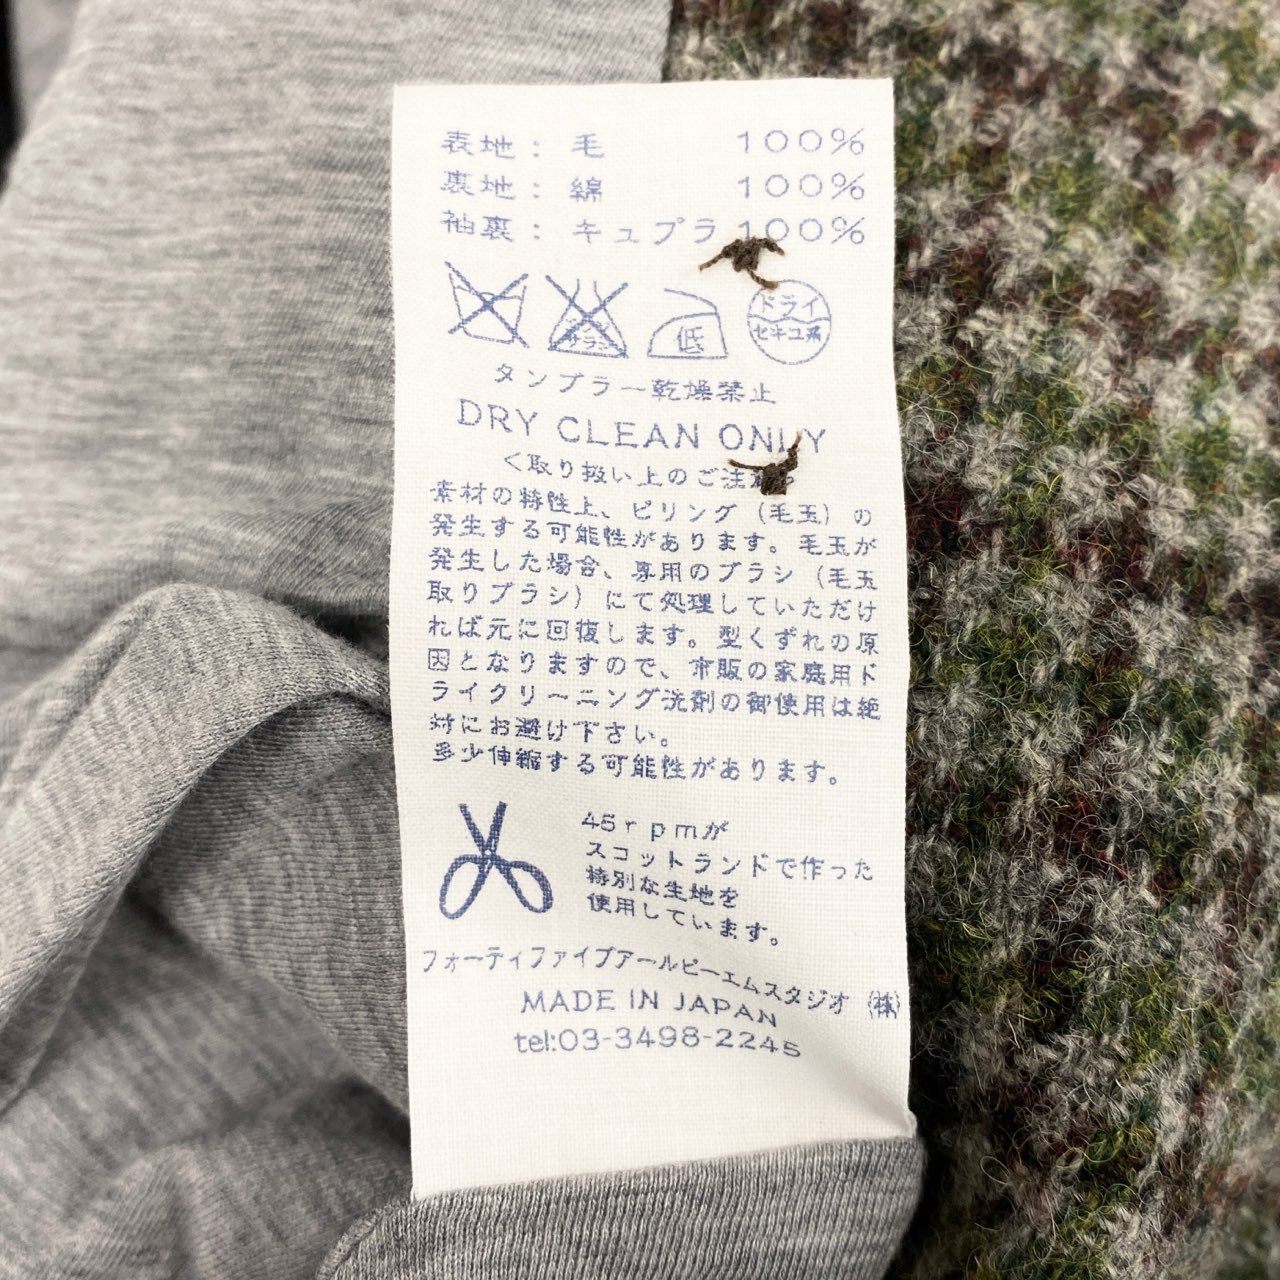 表地： 毛 100%
裏地： 綿 100%
袖裏： キュプラ 100%
低
ドライ
セキユ系
タンブラー乾燥禁止
DRY CLEAN ONLY
＜取り扱い上のご注意＞
素材の特性上、ピリング（毛玉）の
発生する可能性があります。毛玉が
発生した場合、専用のブラシ（毛玉
取りブラシ）にて処理していただけ
れば元に回復します。型くずれの原
因となりますので、市販の家庭用ド
ライクリーニング洗剤の御使用は絶
対にお避け下さい。
多少伸縮する可能性があります。
45rpmが
スコットランドで作った
特別な生地を
使用しています。
フォーティファイブアールピーエムスタジオ（株）
MADE IN JAPAN
tel:03-3498-2245